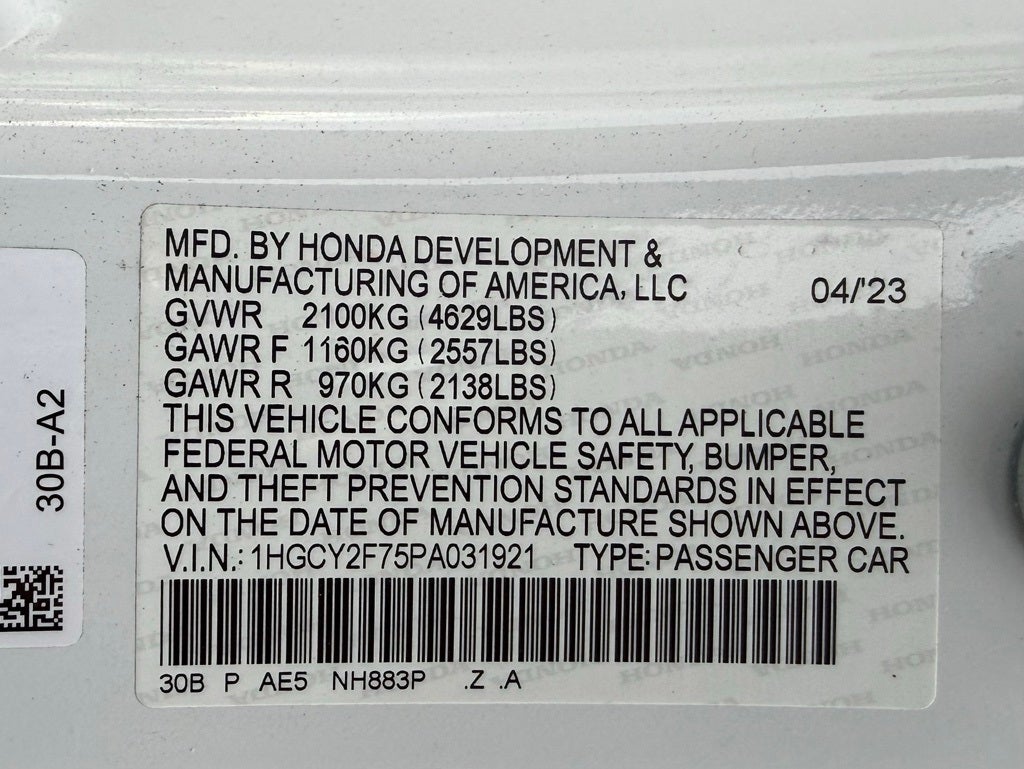 MFD. BY HONDA DEVELOPMENT &
MANUFACTURING OF AMERICA, LLC 04/'23
GVWR 2100KG (4629LBS)
GAWR F 1160KG (2557LBS)
GAWR R 970KG (2138LBS)
THIS VEHICLE CONFORMS TO ALL APPLICABLE
FEDERAL MOTOR VEHICLE SAFETY, BUMPER,
AND THEFT PREVENTION STANDARDS IN EFFECT
ON THE DATE OF MANUFACTURE SHOWN ABOVE.
V.I.N.: 1HGCY2F75PA031921 TYPE: PASSENGER CAR
30B P AE5 NH883P .Z .A
30B-A2